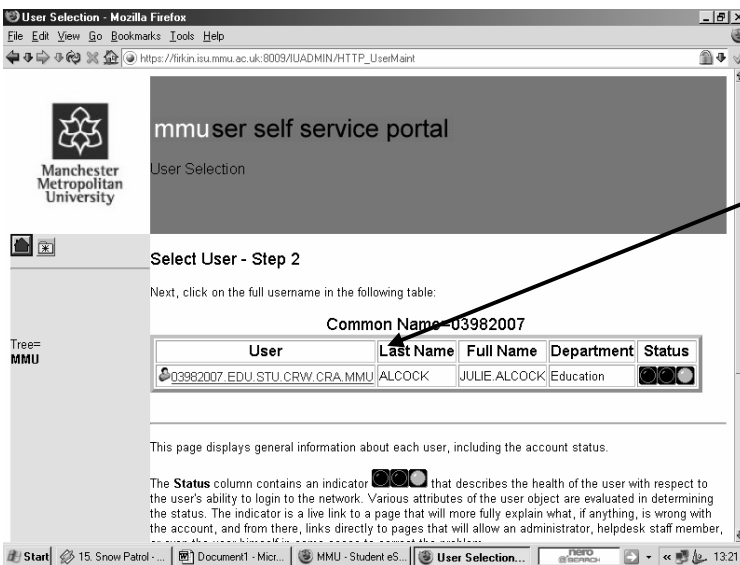 User Selection - Mozilla Firefox
File Edit View Go Bookmarks Tools Help
https://firkin.isu.mmu.ac.uk:8009/IUADMIN/HTTP_UserMaint
Manchester
Metropolitan
University
mmuser self service portal
User Selection
Select User - Step 2
Next, click on the full username in the following table:
Common Name=03982007
Tree=
MMU
User Last Name Full Name Department Status
03982007.EDU.STU.CRW.CRA.MMU ALCOCK JULIE.ALCOCK Education
This page displays general information about each user, including the account status.
The Status column contains an indicator that describes the health of the user with respect to
the user's ability to login to the network. Various attributes of the user object are evaluated in determining
the status. The indicator is a live link to a page that will more fully explain what, if anything, is wrong with
the account, and from there, links directly to pages that will allow an administrator, helpdesk staff member,
Start 15. Snow Patrol - ... Document1 - Micr... MMU - Student eS... User Selection... nero SEARCH « 13:21